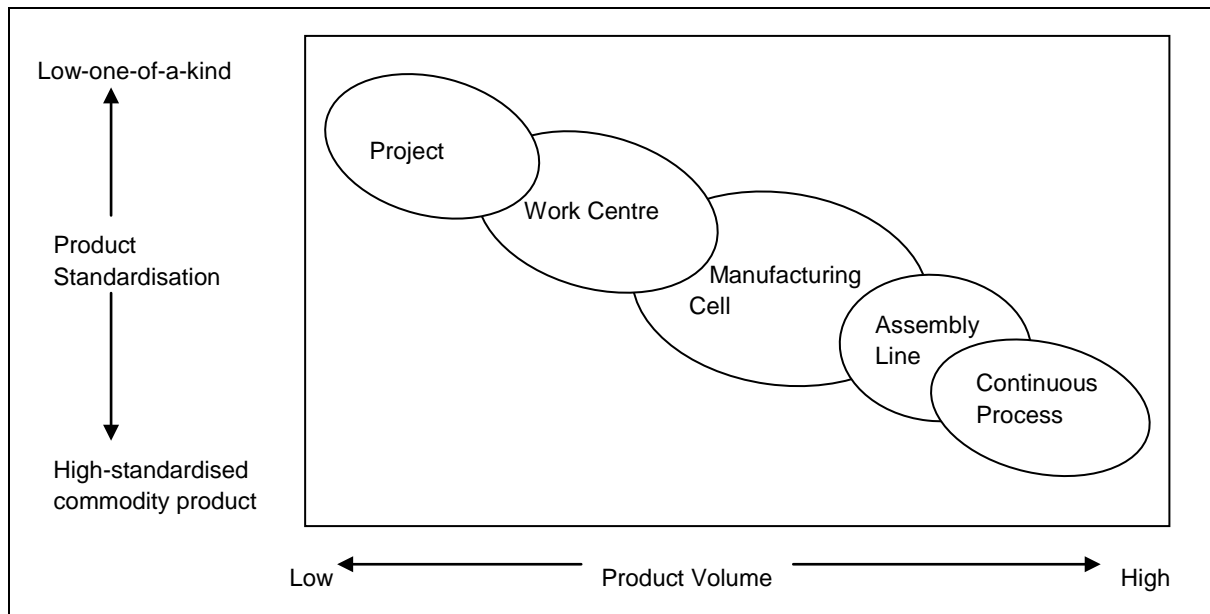 Low-one-of-a-kind
Product
Standardisation
High-standardised
commodity product
Project
Work Centre
Manufacturing
Cell
Assembly
Line
Continuous
Process
Low
Product Volume
High